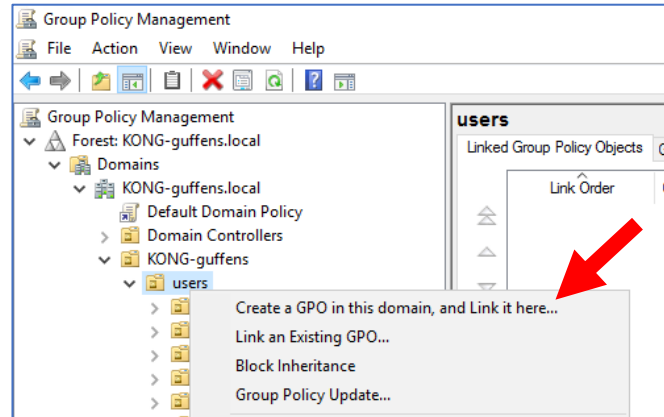 Group Policy Management
File Action View Window Help
Group Policy Management
Forest: KONG-guffens.local
Domains
KONG-guffens.local
Default Domain Policy
Domain Controllers
KONG-guffens
users
users
Linked Group Policy Objects
Link Order
Create a GPO in this domain, and Link it here...
Link an Existing GPO...
Block Inheritance
Group Policy Update...